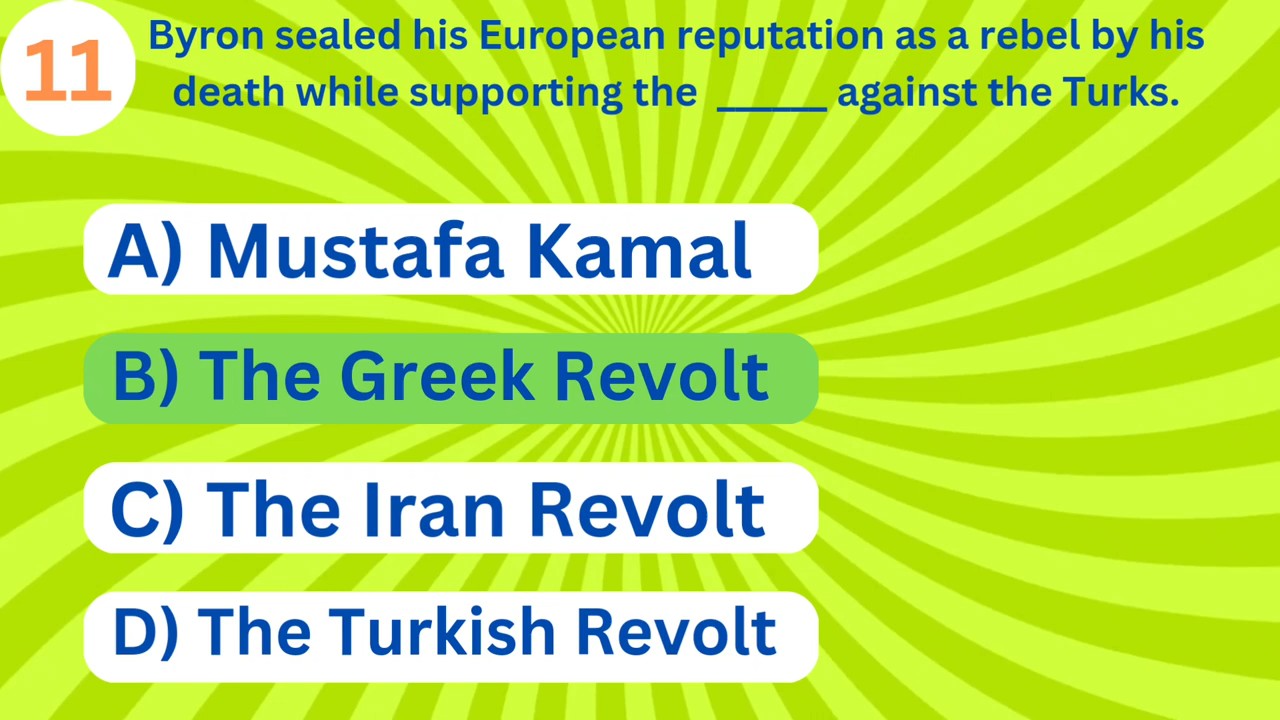 11
Byron sealed his European reputation as a rebel by his
death while supporting the _____ against the Turks.
A) Mustafa Kamal
B) The Greek Revolt
C) The Iran Revolt
D) The Turkish Revolt